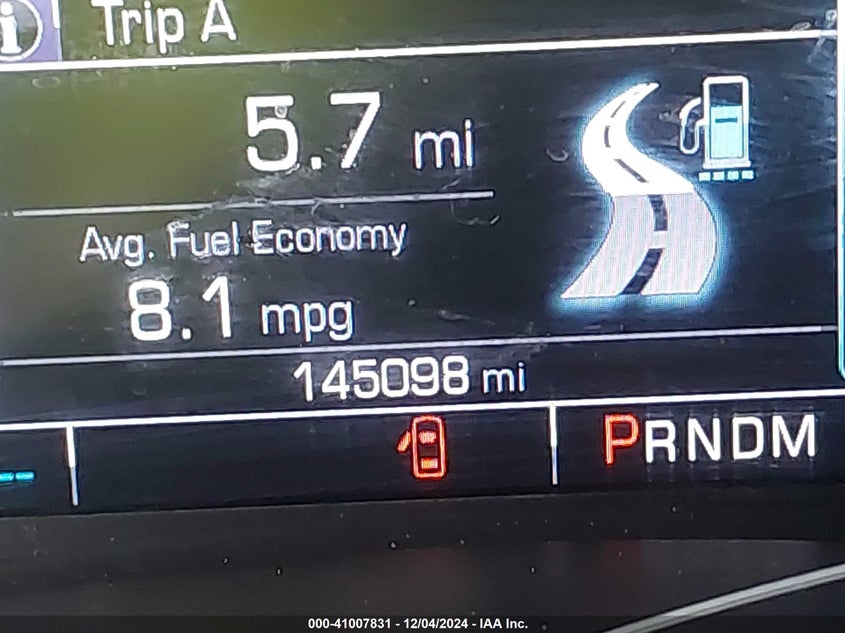 Trip A
5.7 mi
Avg. Fuel Economy
8.1 mpg
145098 mi
PRNDM
000-41007831 - 12/04/2024 - IAA Inc.